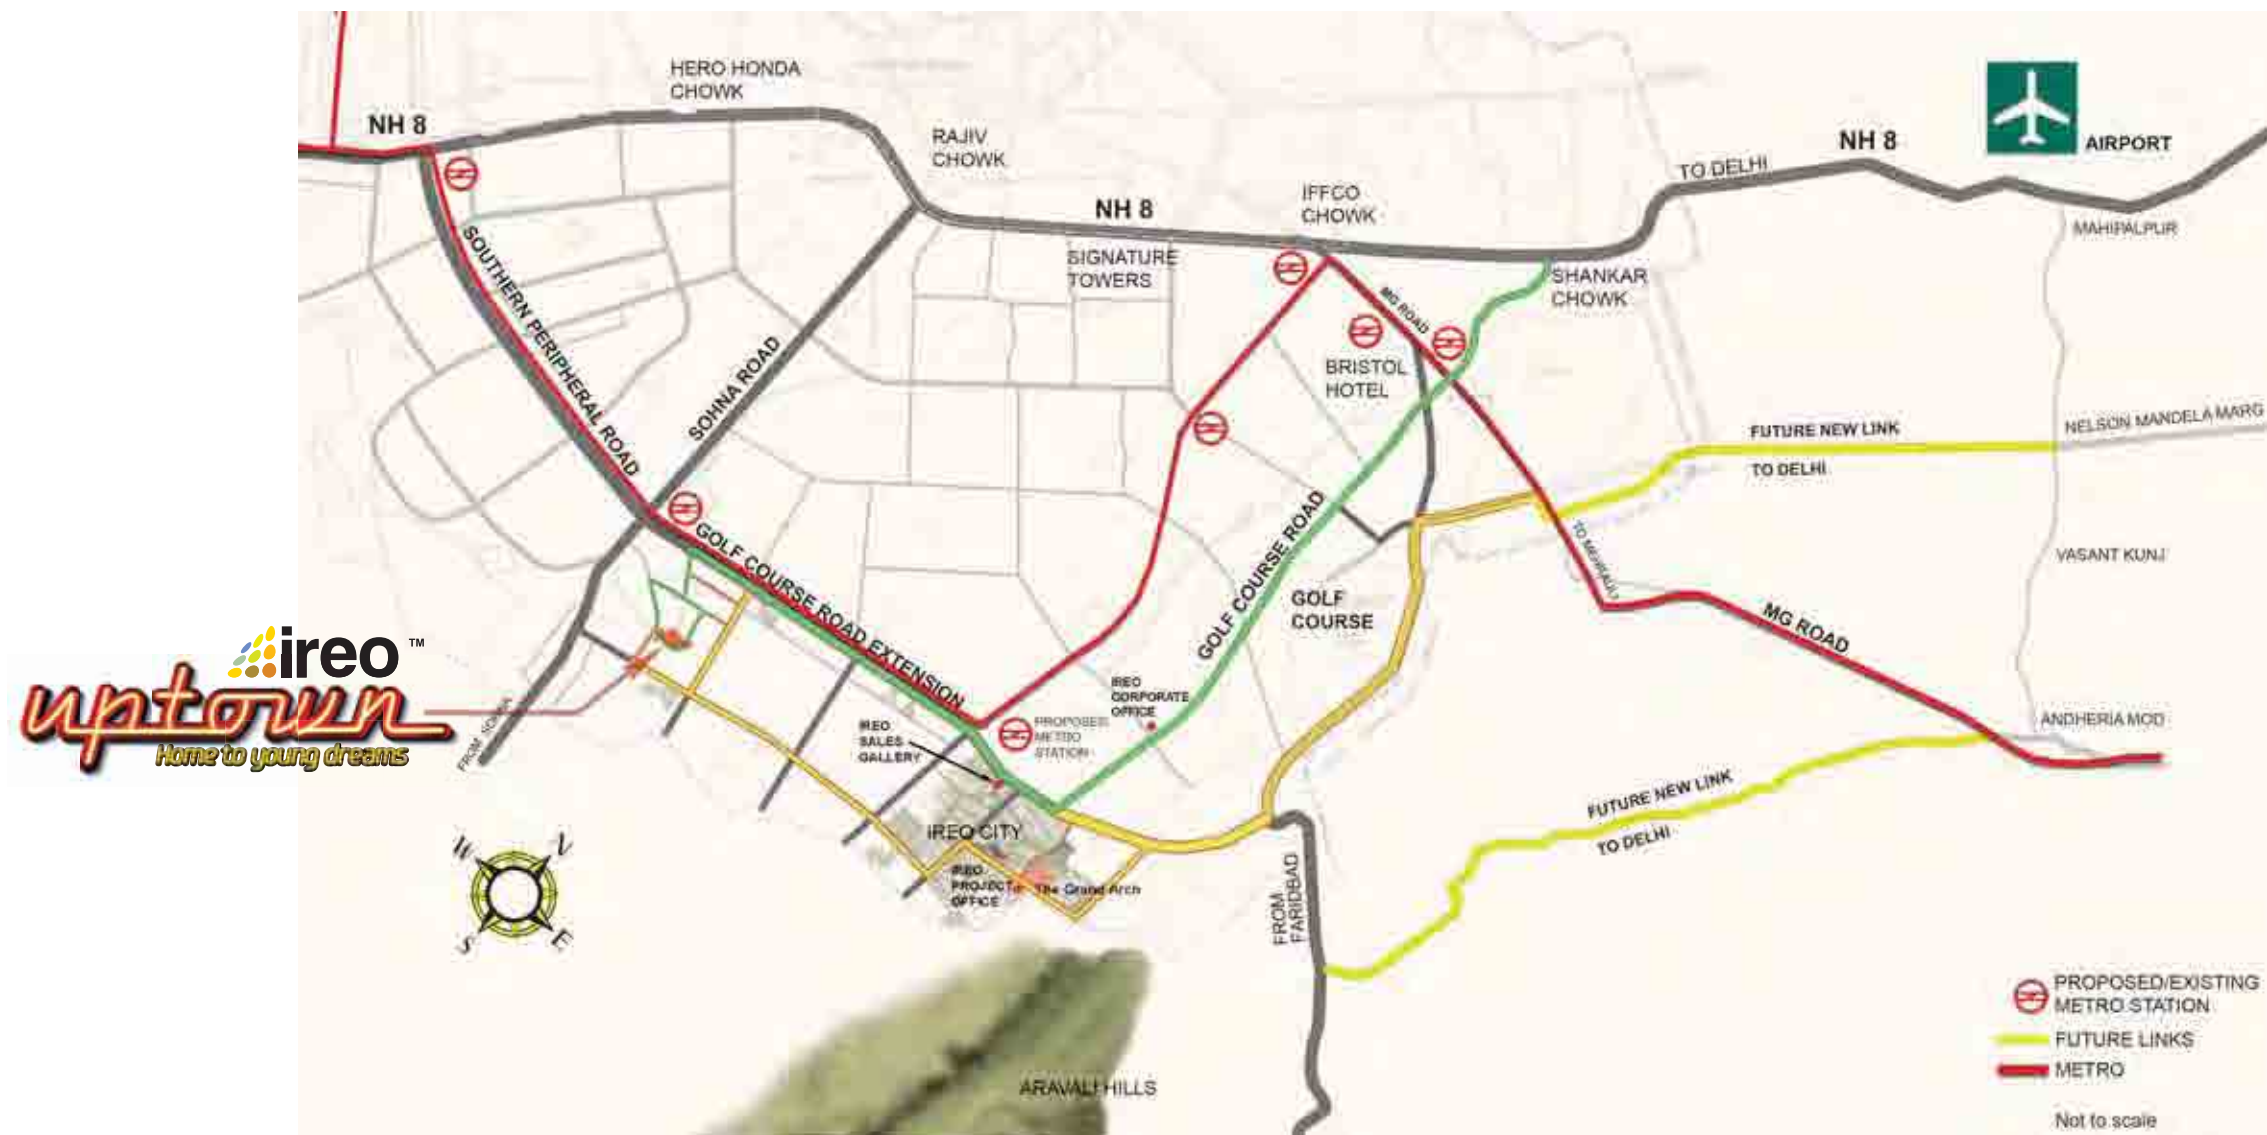 HERO HONDA
CHOWK
NH 8
RAJIV
CHOWK
NH 8
AIRPORT
TO DELHI
IFFCO
CHOWK
NH 8
MAHIPALPUR
SIGNATURE
TOWERS
SHANKAR
CHOWK
MG ROAD
SOUTHERN PERIPHERAL ROAD
SOHNA ROAD
BRISTOL
HOTEL
NELSON MANDELA MARG
FUTURE NEW LINK
TO DELHI
GOLF COURSE ROAD
TO MEHRAULI
VASANT KUNJ
GOLF COURSE ROAD EXTENSION
GOLF
COURSE
MG ROAD
ireo™
uptown
Home to young dreams
FROM SOHNA
IREO
CORPORATE
OFFICE
IREO
SALES
GALLERY
PROPOSED
METRO
STATION
ANDHERIA MOD
FUTURE NEW LINK
TO DELHI
IREO CITY
IREO
PROJECT
OFFICE
The Grand Arch
W
N
S
E
FROM
FARIDBAD
ARAVALI HILLS
PROPOSED/EXISTING
METRO STATION
FUTURE LINKS
METRO
Not to scale